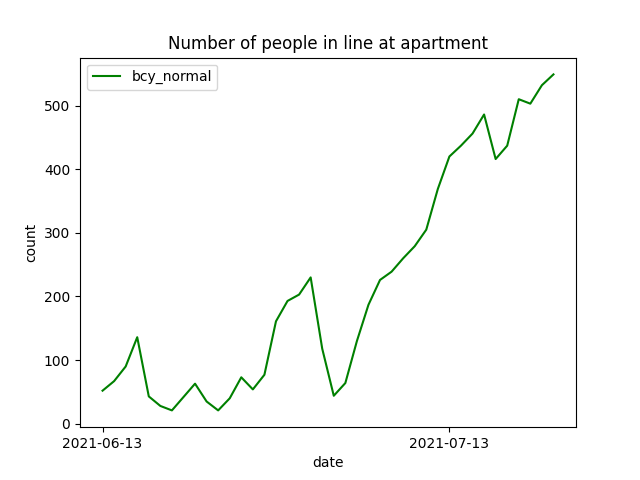 Number of people in line at apartment
bcy_normal
500
400
300
200
100
0
count
2021-06-13
2021-07-13
date